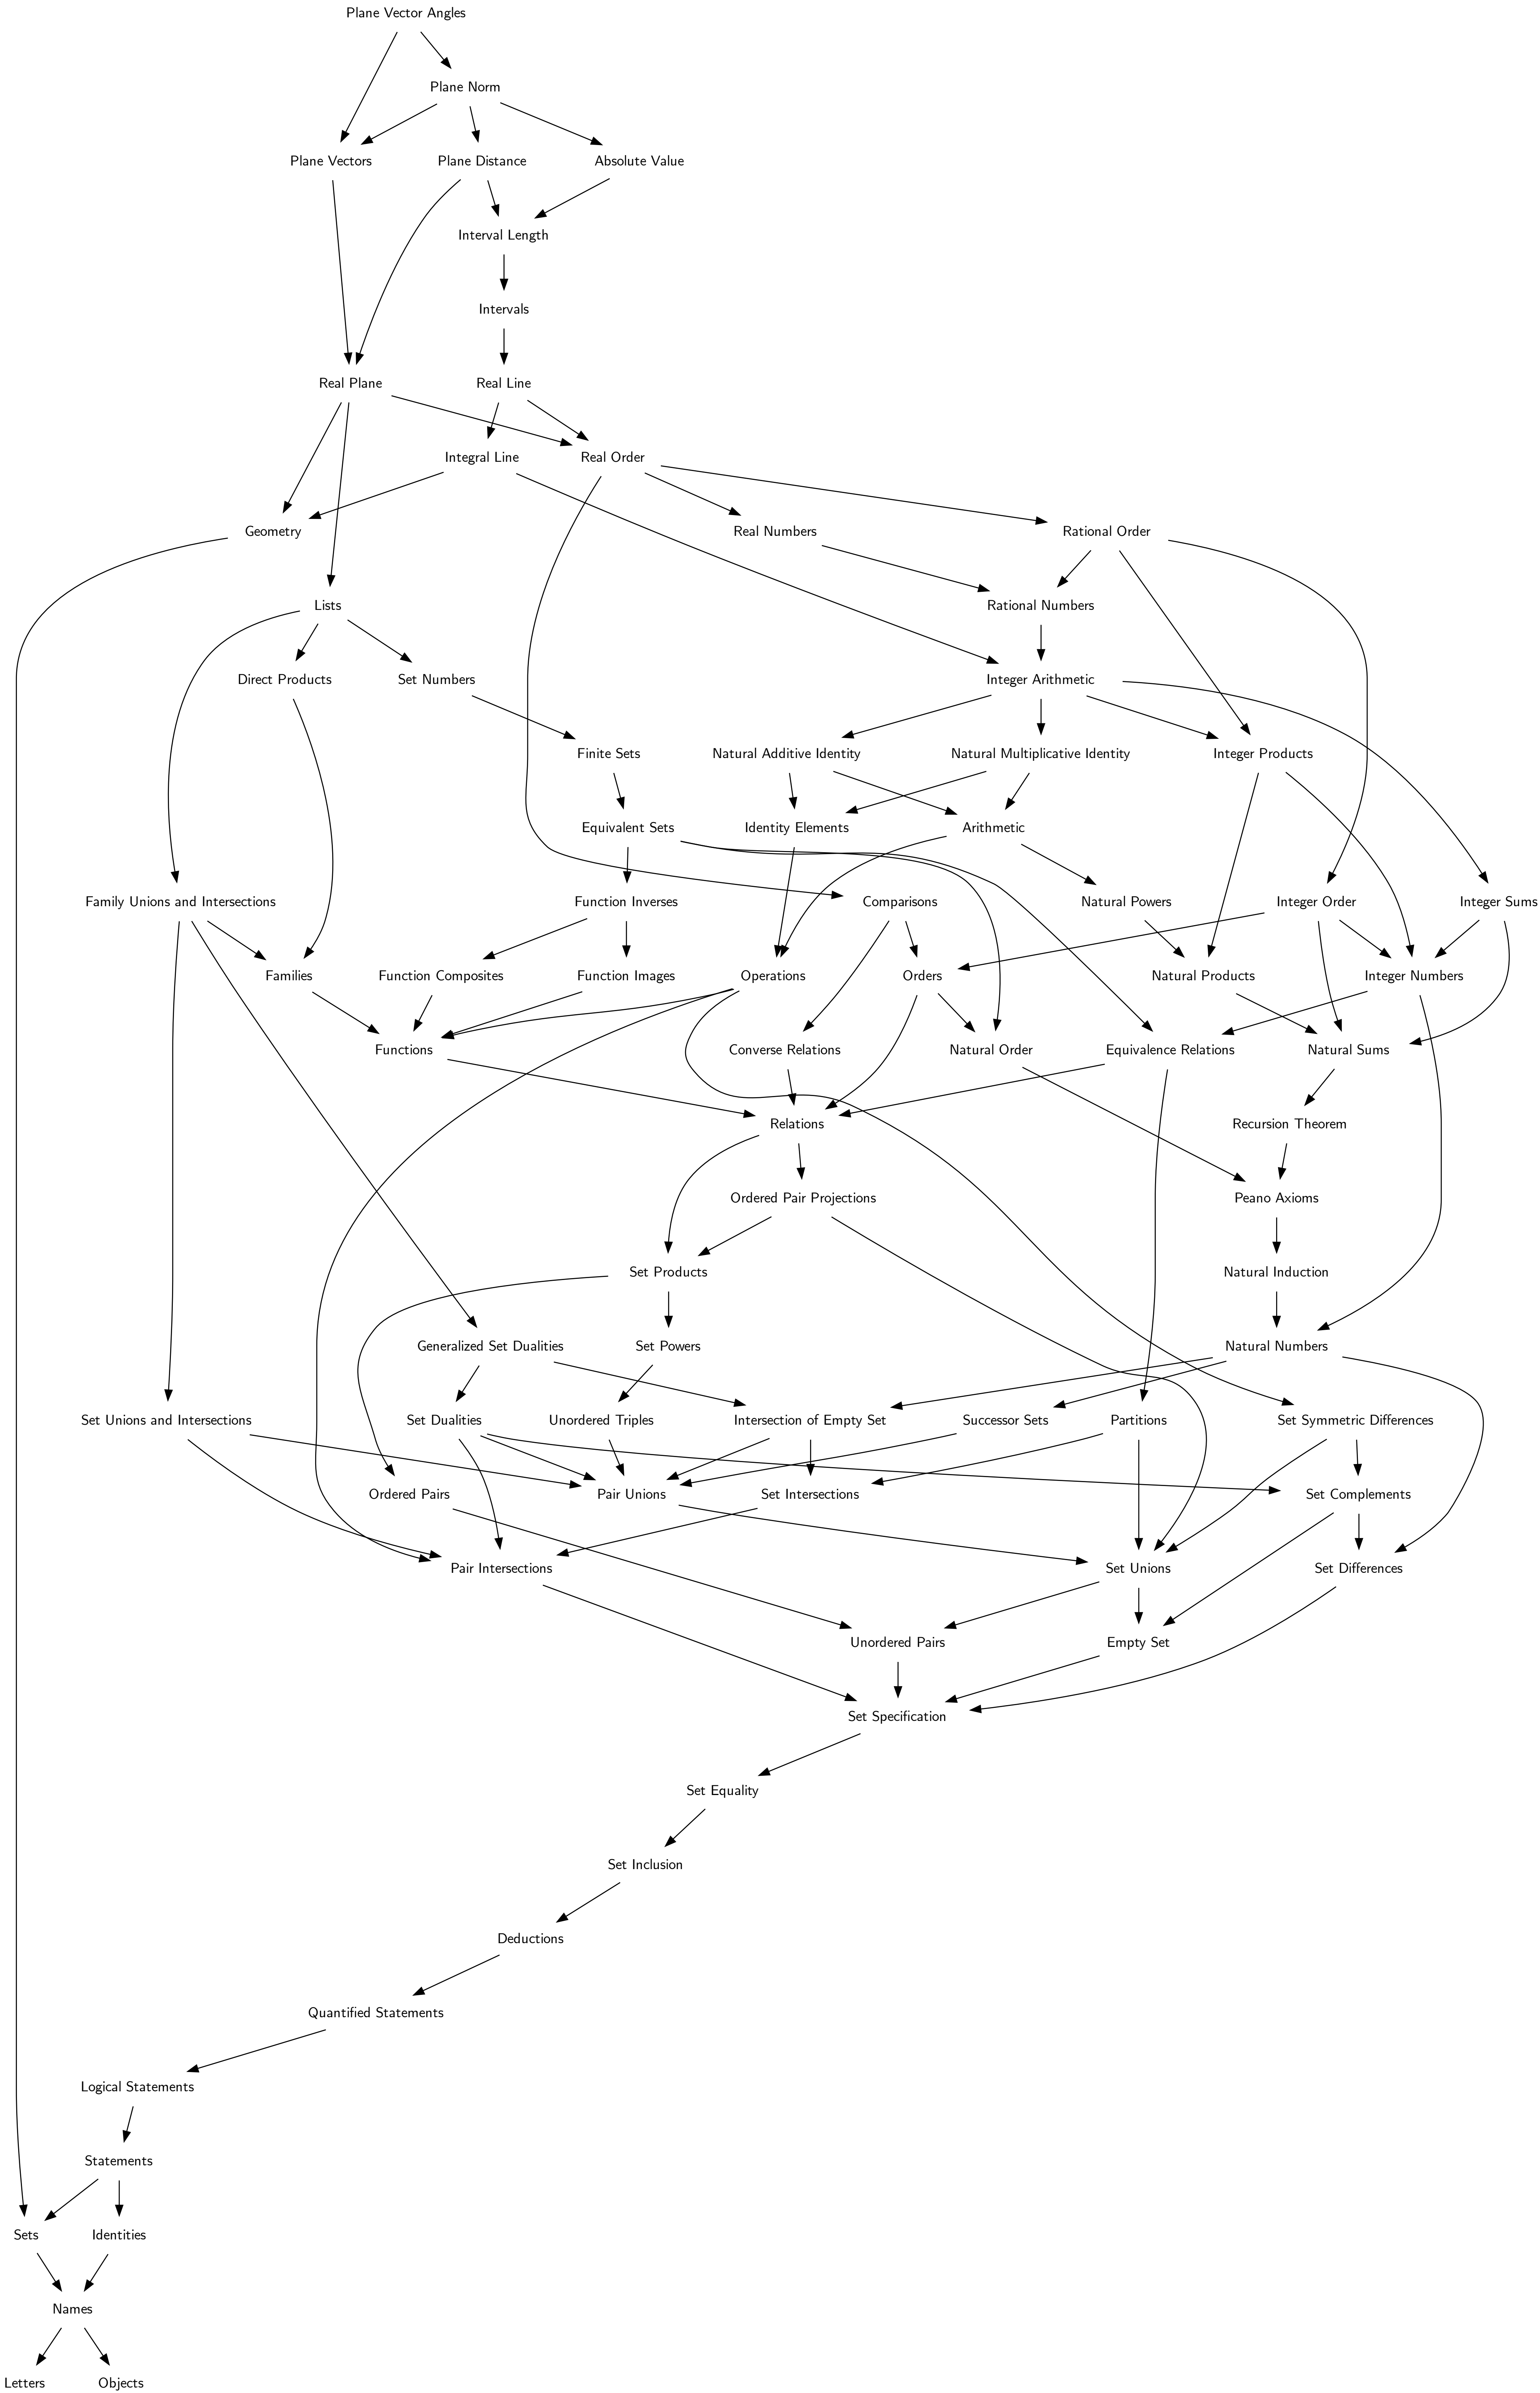 Plane Vector Angles
Plane Norm
Plane Vectors
Plane Distance
Absolute Value
Interval Length
Intervals
Real Plane
Real Line
Integral Line
Real Order
Geometry
Real Numbers
Rational Order
Lists
Rational Numbers
Direct Products
Set Numbers
Integer Arithmetic
Finite Sets
Natural Additive Identity
Natural Multiplicative Identity
Integer Products
Equivalent Sets
Identity Elements
Arithmetic
Family Unions and Intersections
Function Inverses
Comparisons
Natural Powers
Integer Order
Integer Sums
Families
Function Composites
Function Images
Operations
Orders
Natural Products
Integer Numbers
Functions
Converse Relations
Natural Order
Equivalence Relations
Natural Sums
Relations
Recursion Theorem
Ordered Pair Projections
Peano Axioms
Set Products
Natural Induction
Generalized Set Dualities
Set Powers
Natural Numbers
Set Unions and Intersections
Set Dualities
Unordered Triples
Intersection of Empty Set
Successor Sets
Partitions
Set Symmetric Differences
Ordered Pairs
Pair Unions
Set Intersections
Set Complements
Pair Intersections
Set Unions
Set Differences
Unordered Pairs
Empty Set
Set Specification
Set Equality
Set Inclusion
Deductions
Quantified Statements
Logical Statements
Statements
Sets
Identities
Names
Letters
Objects